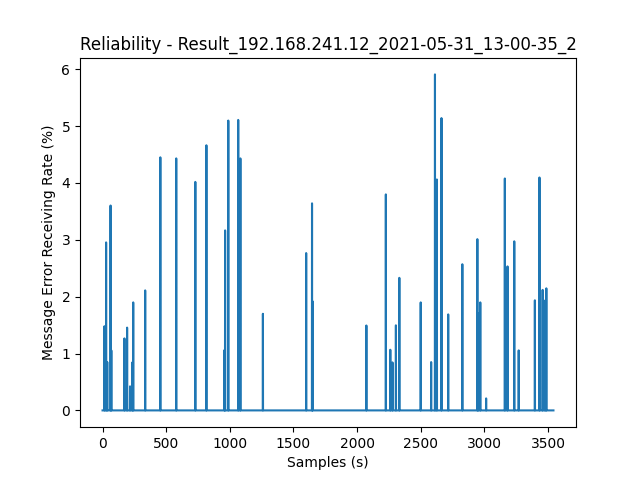 Reliability - Result_192.168.241.12_2021-05-31_13-00-35_2
Message Error Receiving Rate (%)
6
5
4
3
2
1
0
0 500 1000 1500 2000 2500 3000 3500
Samples (s)